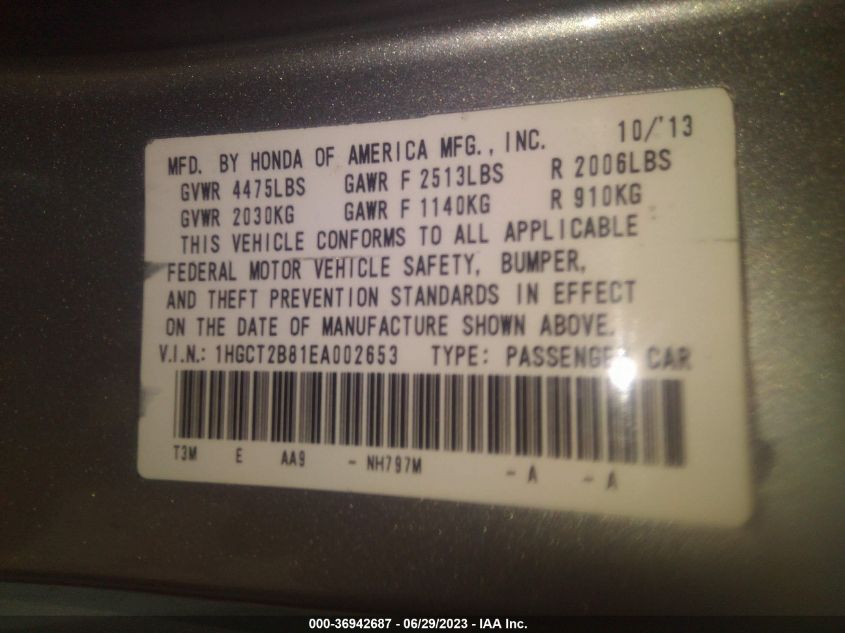 MFD. BY HONDA OF AMERICA MFG., INC. 10/'13
GVWR 4475LBS GAWR F 2513LBS R 2006LBS
GVWR 2030KG GAWR F 1140KG R 910KG
THIS VEHICLE CONFORMS TO ALL APPLICABLE
FEDERAL MOTOR VEHICLE SAFETY, BUMPER,
AND THEFT PREVENTION STANDARDS IN EFFECT
ON THE DATE OF MANUFACTURE SHOWN ABOVE.
V.I.N.: 1HGCT2B81EA002653 TYPE: PASSENGER CAR
T3M E AA9 - NH797M - A - A
000-36942687 - 06/29/2023 - IAA Inc.